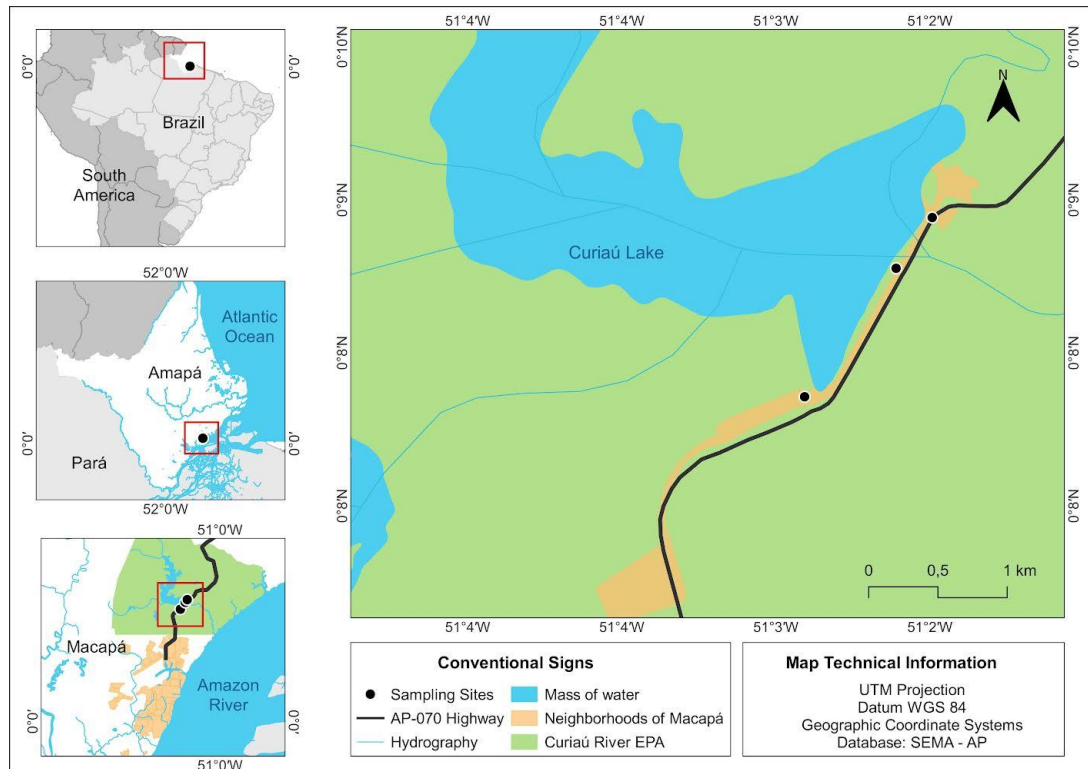 0°0'
0°0'
Brazil
South
America
52°0'W
Atlantic
Ocean
Amapá
0°0'
0°0'
Pará
52°0'W
51°0'W
Macapá
Amazon
River
0°0'
0°0'
51°0'W
51°4'W 51°4'W 51°3'W 51°2'W
0°10'N
0°10'N
N
0°9'N
0°9'N
Curiaú Lake
0°8'N
0°8'N
0°8'N
0°8'N
0 0,5 1 km
51°4'W 51°4'W 51°3'W 51°2'W
Conventional Signs
Sampling Sites
AP-070 Highway
Hydrography
Mass of water
Neighborhoods of Macapá
Curiaú River EPA
Map Technical Information
UTM Projection
Datum WGS 84
Geographic Coordinate Systems
Database: SEMA - AP